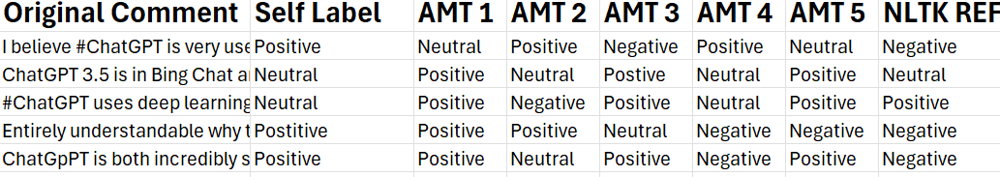 Original Comment Self Label AMT 1 AMT 2 AMT 3 AMT 4 AMT 5 NLTK REF
I believe #ChatGPT is very use Positive Neutral Positive Negative Positive Neutral Negative
ChatGPT 3.5 is in Bing Chat a Neutral Positive Neutral Postive Neutral Positive Neutral
#ChatGPT uses deep learning Neutral Positive Negative Positive Neutral Positive Positive
Entirely understandable why t Postitive Positive Positive Neutral Negative Negative Negative
ChatGpPT is both incredibly s Positive Positive Neutral Positive Negative Positive Negative